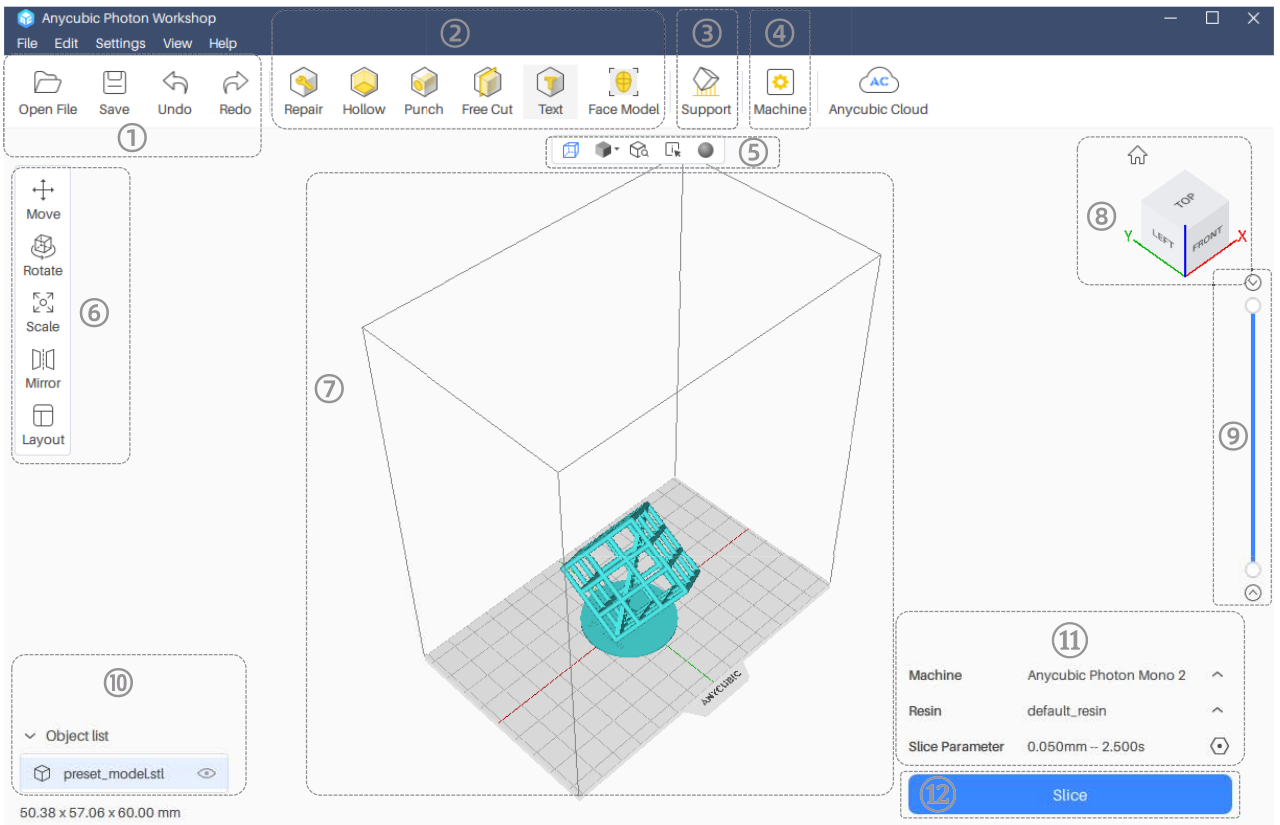 Anycubic Photon Workshop
File Edit Settings View Help
② ③ ④
Open File Save Undo Redo Repair Hollow Punch Free Cut Text Face Model Support Machine AC Anycubic Cloud
①
⑤
Move
Rotate
Scale
Mirror
Layout
⑥
⑦
TOP
LEFT
FRONT
Y
X
⑧
⑨
ANYCUBIC
⑩
Object list
preset_model.stl
50.38 x 57.06 x 60.00 mm
⑪
Machine Anycubic Photon Mono 2
Resin default_resin
Slice Parameter 0.050mm -- 2.500s
⑫ Slice